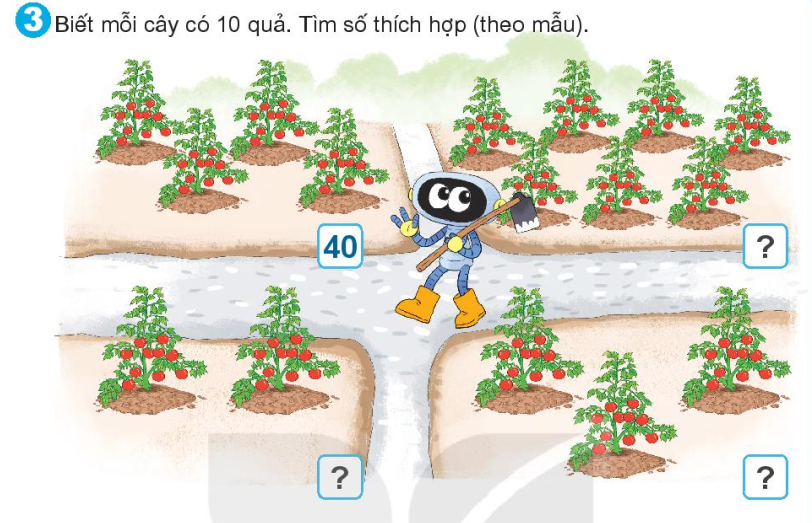 3 Biết mỗi cây có 10 quả. Tìm số thích hợp (theo mẫu).
40
?
?
?